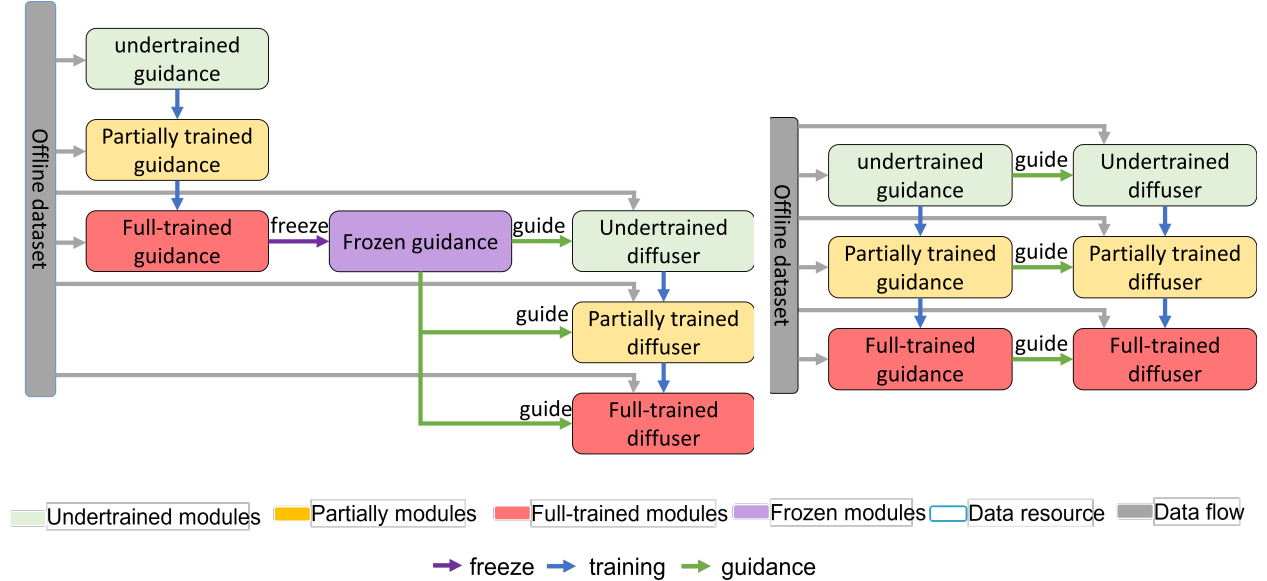 Offline dataset
undertrained
guidance
Partially trained
guidance
Full-trained
guidance
freeze
Frozen guidance
guide
Undertrained
diffuser
guide
Partially trained
diffuser
guide
Full-trained
diffuser
Offline dataset
undertrained
guidance
guide
Undertrained
diffuser
Partially trained
guidance
guide
Partially trained
diffuser
Full-trained
guidance
guide
Full-trained
diffuser
Undertrained modules
Partially modules
Full-trained modules
Frozen modules
Data resource
Data flow
freeze
training
guidance